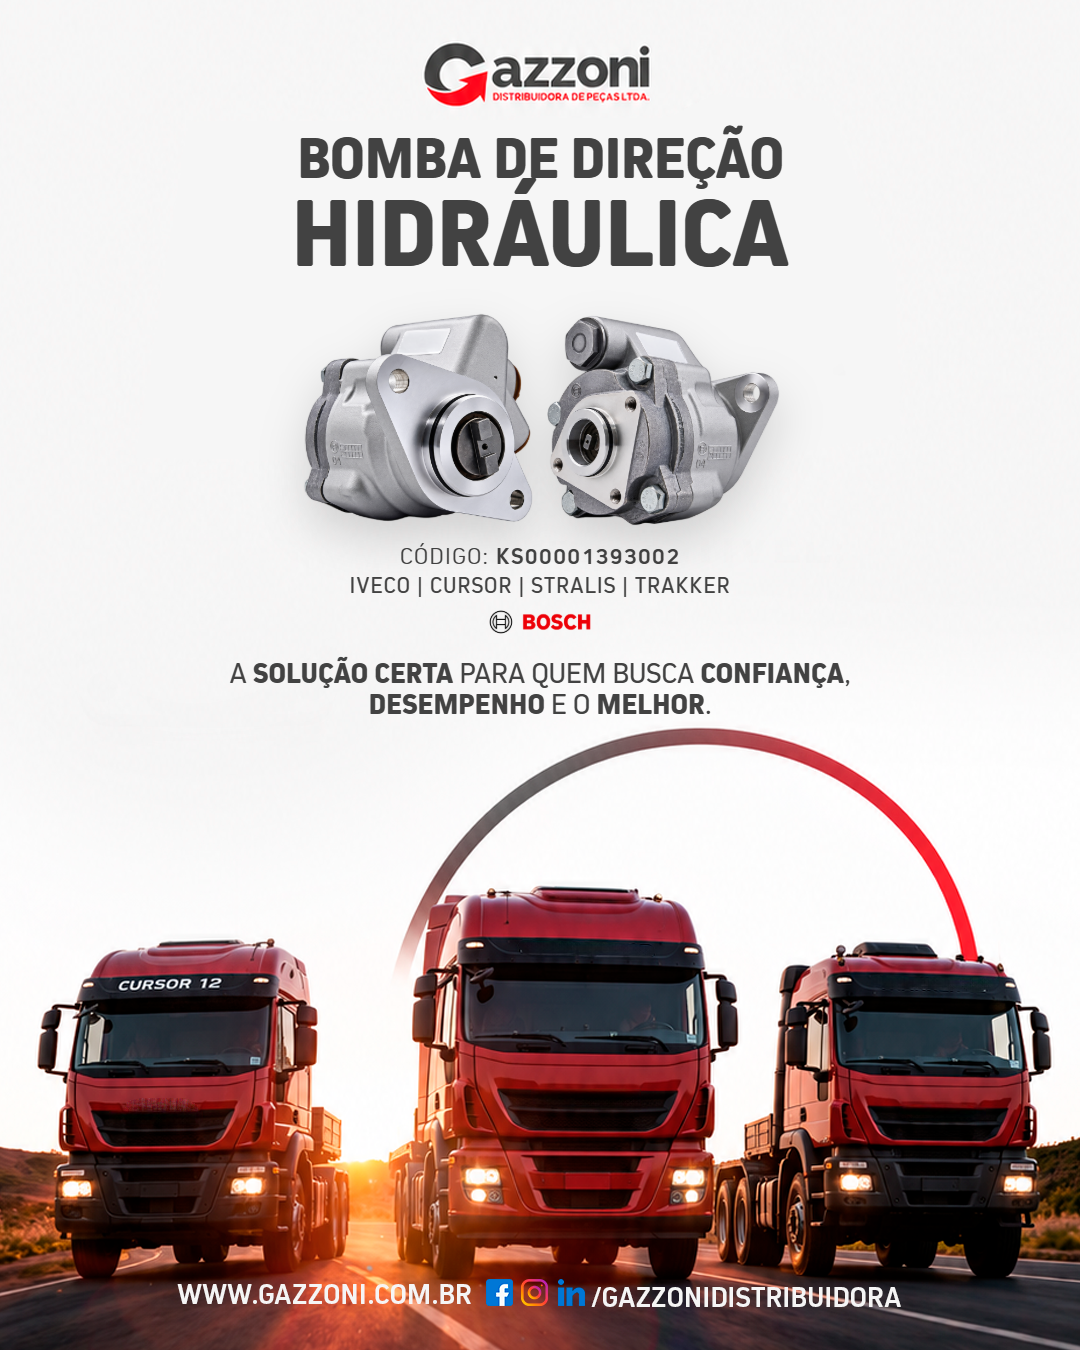 Gazzoni
DISTRIBUIDORA DE PEÇAS LTDA.
BOMBA DE DIREÇÃO
HIDRÁULICA
CÓDIGO: KS00001393002
IVECO | CURSOR | STRALIS | TRAKKER
BOSCH
A SOLUÇÃO CERTA PARA QUEM BUSCA CONFIANÇA,
DESEMPENHO E O MELHOR.
CURSOR 12
WWW.GAZZONI.COM.BR /GAZZONIDISTRIBUIDORA